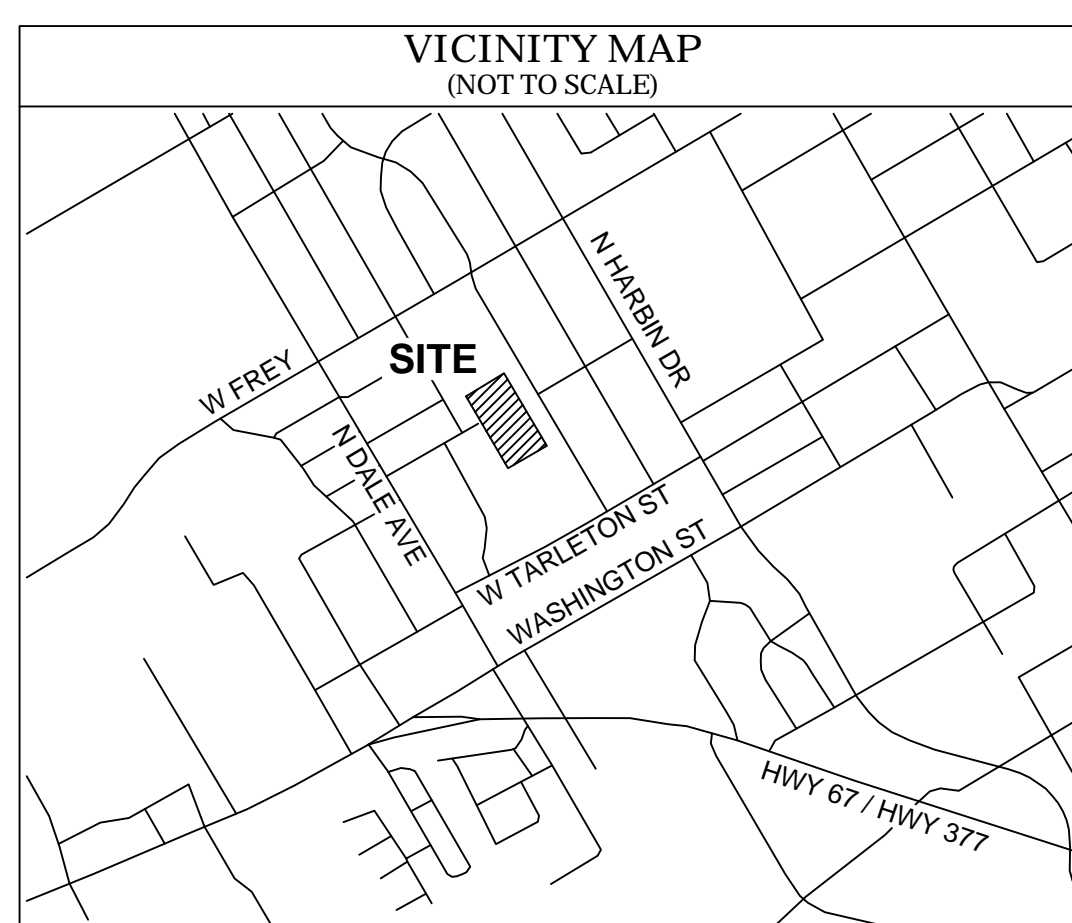 VICINITY MAP
(NOT TO SCALE)
N HARBIN DR
SITE
W FREY
N DALE AVE
W TARLETON ST
WASHINGTON ST
HWY 67 / HWY 377